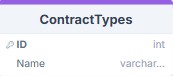 ContractTypes
ID int
Name varchar...